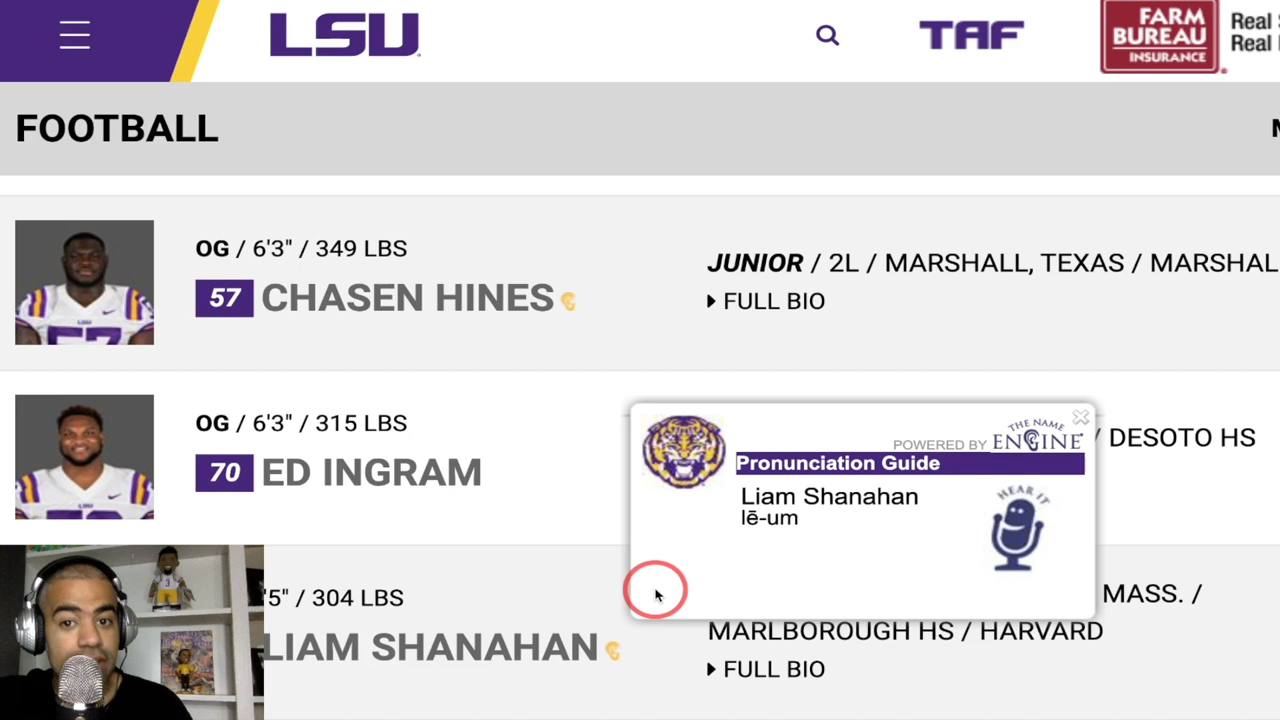 LSU
TAF
FARM
BUREAU
INSURANCE
Real
Real
FOOTBALL
OG / 6'3" / 349 LBS
57 CHASEN HINES
JUNIOR / 2L / MARSHALL, TEXAS / MARSHAL
FULL BIO
OG / 6'3" / 315 LBS
70 ED INGRAM
/ DESOTO HS
POWERED BY THE NAME ENGINE
Pronunciation Guide
Liam Shanahan
lē-um
HEAR IT
'5" / 304 LBS
LIAM SHANAHAN
MASS. /
MARLBOROUGH HS / HARVARD
FULL BIO